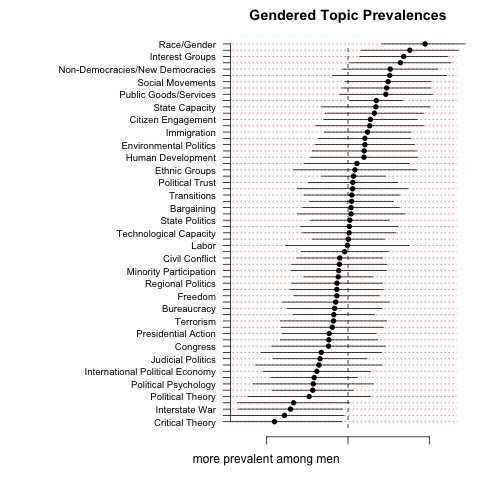 Gendered Topic Prevalences
Race/Gender
Interest Groups
Non-Democracies/New Democracies
Social Movements
Public Goods/Services
State Capacity
Citizen Engagement
Immigration
Environmental Politics
Human Development
Ethnic Groups
Political Trust
Transitions
Bargaining
State Politics
Technological Capacity
Labor
Civil Conflict
Minority Participation
Regional Politics
Freedom
Bureaucracy
Terrorism
Presidential Action
Congress
Judicial Politics
International Political Economy
Political Psychology
Political Theory
Interstate War
Critical Theory
more prevalent among men